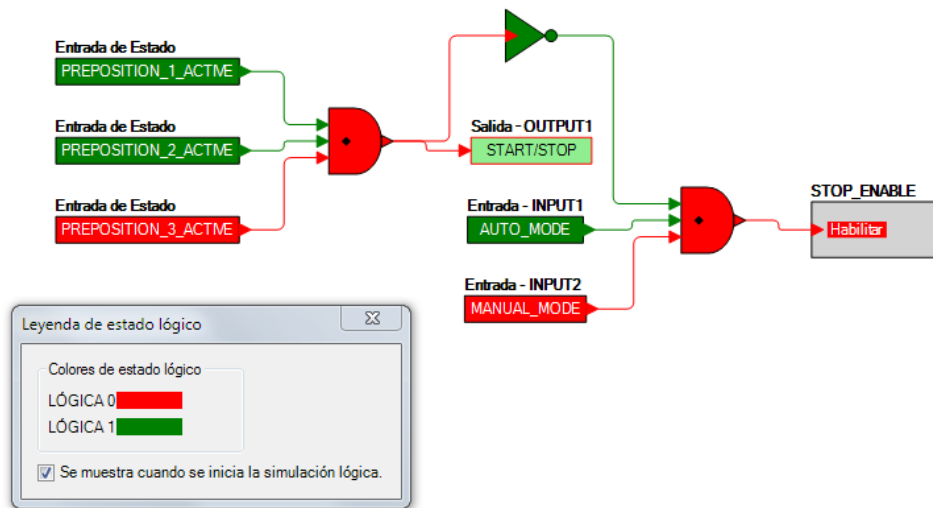 Entrada de Estado
PREPOSITION_1_ACTIVE
Entrada de Estado
PREPOSITION_2_ACTIVE
Entrada de Estado
PREPOSITION_3_ACTIVE
Salida - OUTPUT1
START/STOP
Entrada - INPUT1
AUTO_MODE
Entrada - INPUT2
MANUAL_MODE
STOP_ENABLE
Habilitar
Leyenda de estado lógico
Colores de estado lógico
LÓGICA 0
LÓGICA 1
Se muestra cuando se inicia la simulación lógica.